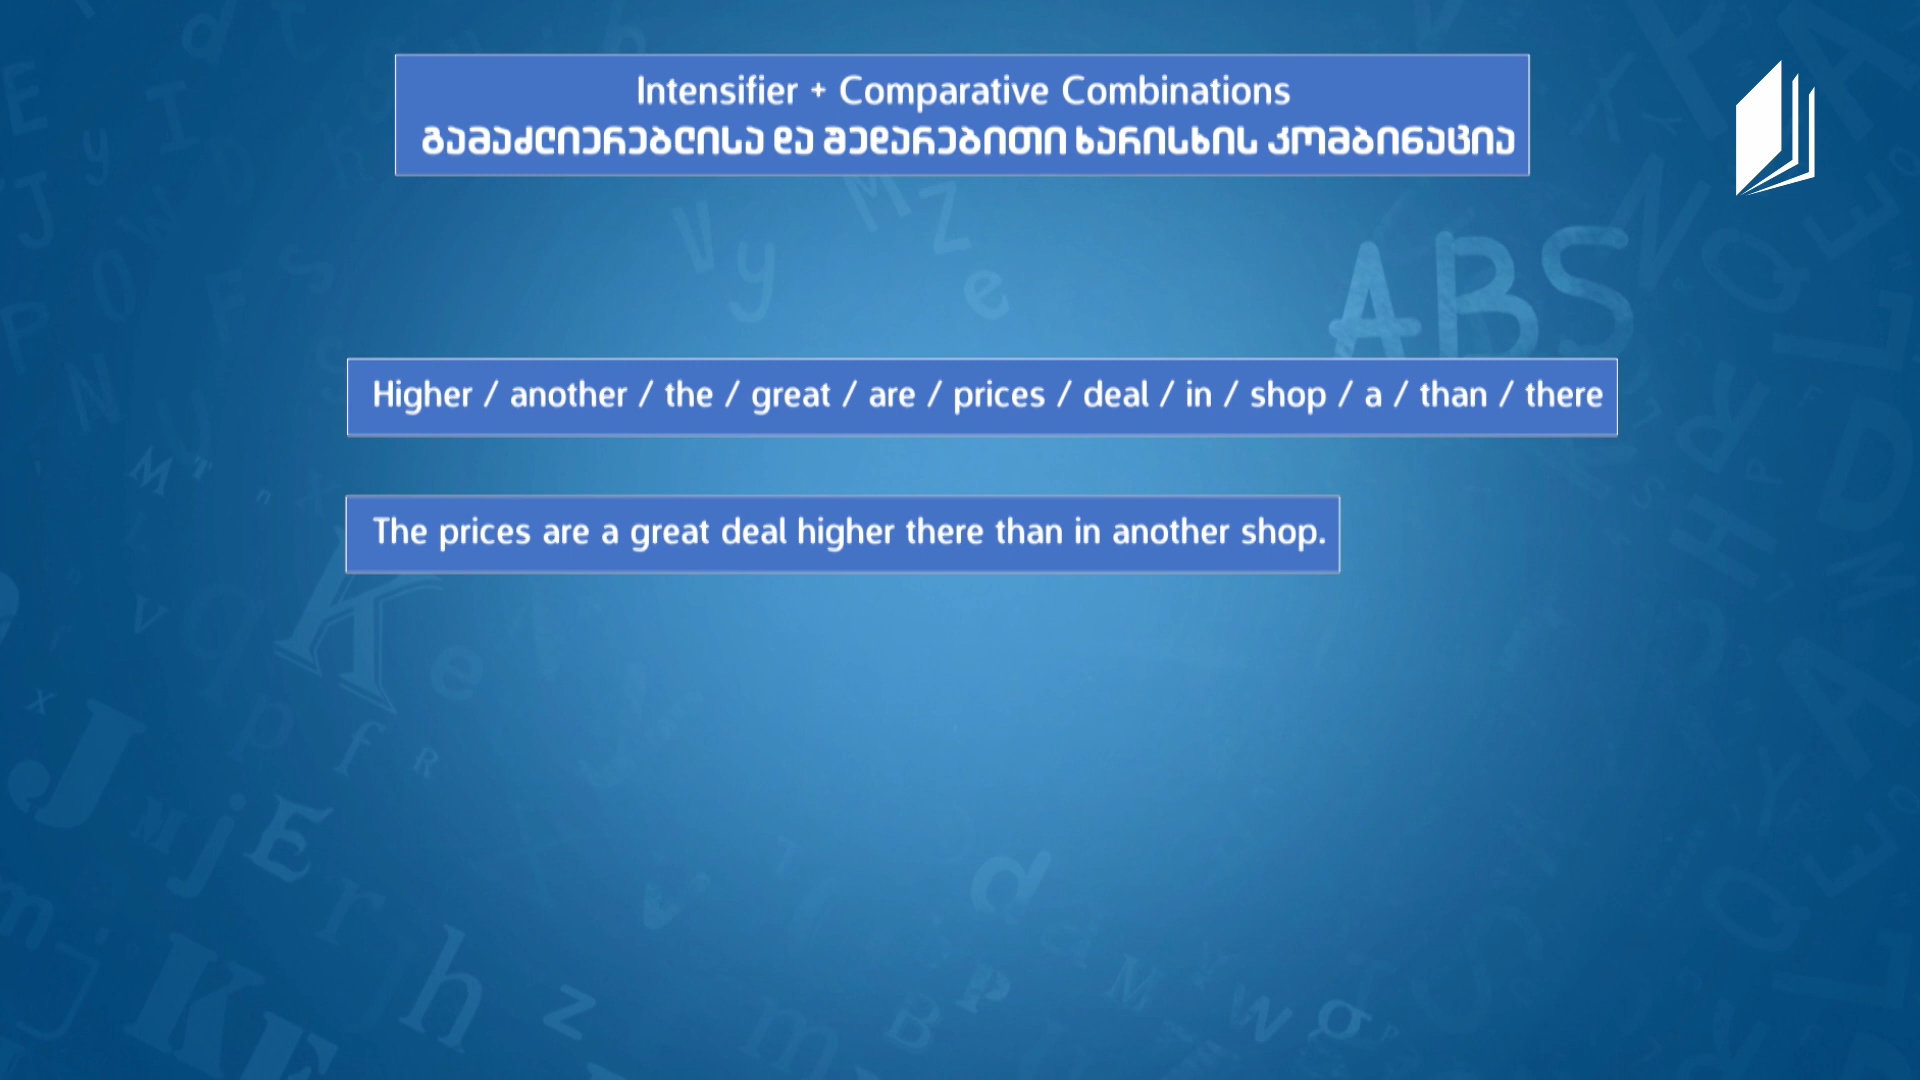 Intensifier + Comparative Combinations
გამაძლიერებლისა და შედარებითი ხარისხის კომბინაცია
ABS
Higher / another / the / great / are / prices / deal / in / shop / a / than / there
The prices are a great deal higher there than in another shop.